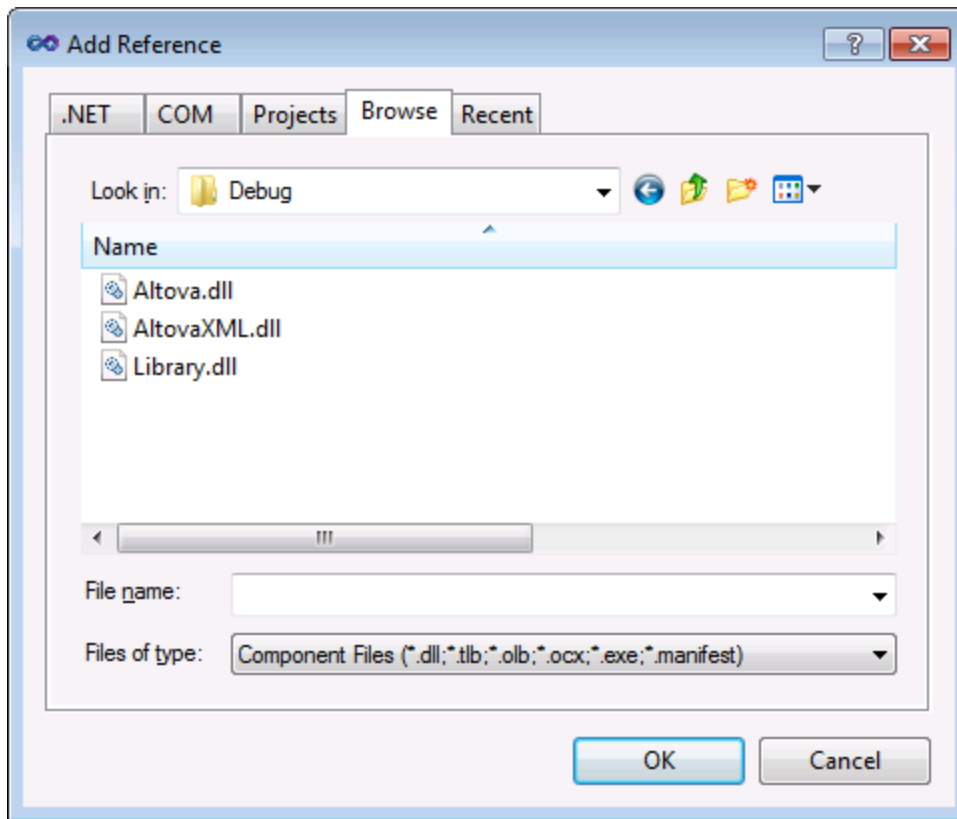 Add Reference
.NET COM Projects Browse Recent
Look in: Debug
Name
Altova.dll
AltovaXML.dll
Library.dll
File name:
Files of type: Component Files (*.dll;*.tlb;*.olb;*.ocx;*.exe;*.manifest)
OK Cancel